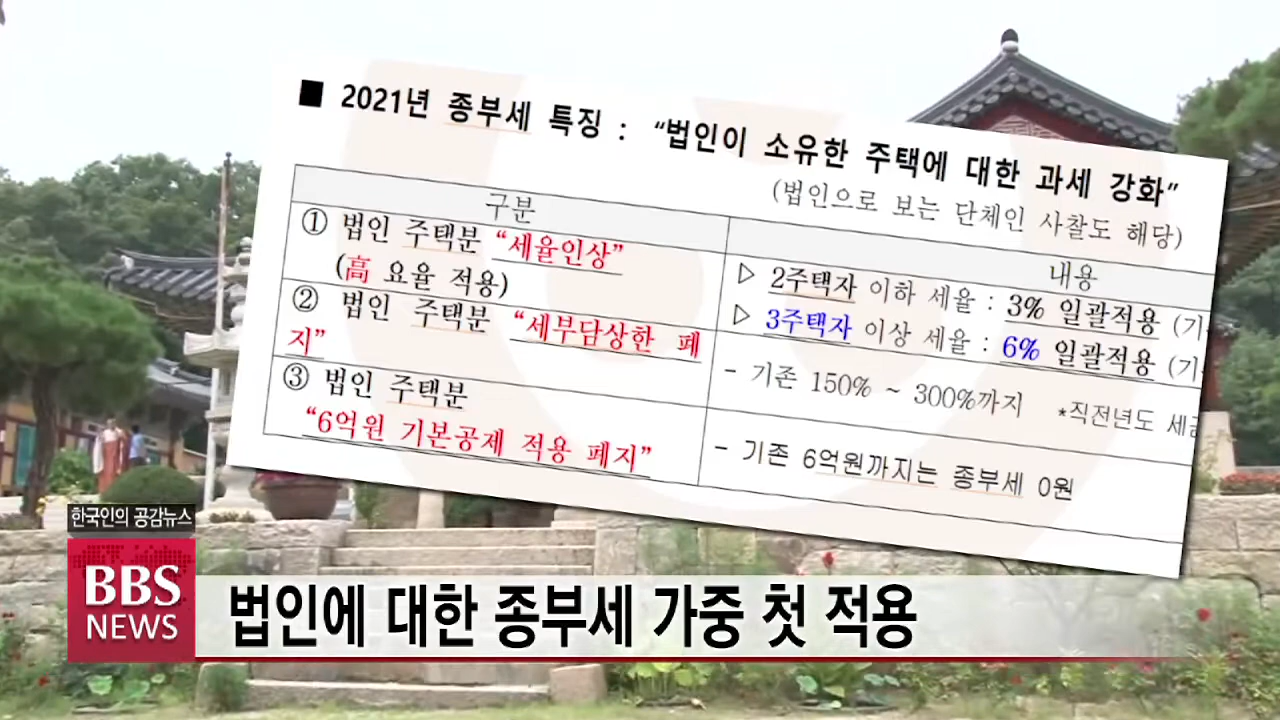 ■ 2021년 종부세 특징 : “법인이 소유한 주택에 대한 과세 강화”
(법인으로 보는 단체인 사찰도 해당)
구분
내용
① 법인 주택분 “세율인상”
(高 요율 적용)
▷ 2주택자 이하 세율 : 3% 일괄적용 (기
▷ 3주택자 이상 세율 : 6% 일괄적용 (기
② 법인 주택분 “세부담상한 폐
지”
- 기존 150% ~ 300%까지 *직전년도 세금
③ 법인 주택분
“6억원 기본공제 적용 폐지”
- 기존 6억원까지는 종부세 0원
한국인의 공감뉴스
BBS
NEWS
법인에 대한 종부세 가중 첫 적용